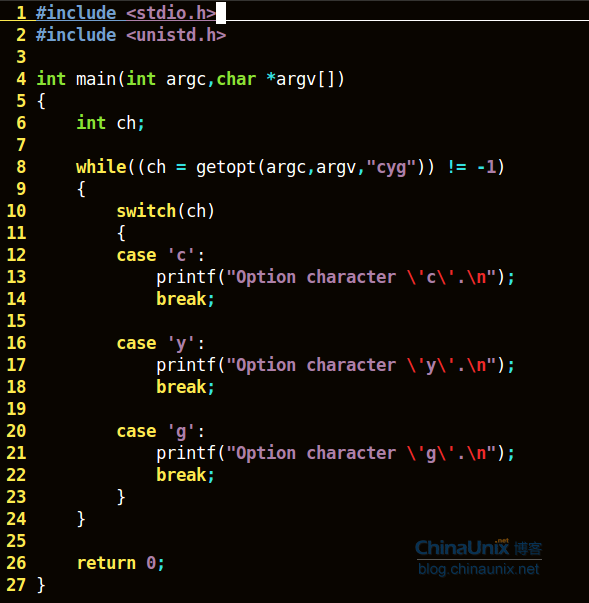 1 #include <stdio.h>
2 #include <unistd.h>
3
4 int main(int argc,char *argv[])
5 {
6     int ch;
7
8     while((ch = getopt(argc,argv,"cyg")) != -1)
9     {
10         switch(ch)
11         {
12         case 'c':
13             printf("Option character \'c\'.\n");
14             break;
15
16         case 'y':
17             printf("Option character \'y\'.\n");
18             break;
19
20         case 'g':
21             printf("Option character \'g\'.\n");
22             break;
23         }
24     }
25
26     return 0;
27 }
ChinaUnix.net 博客
blog.chinaunix.net